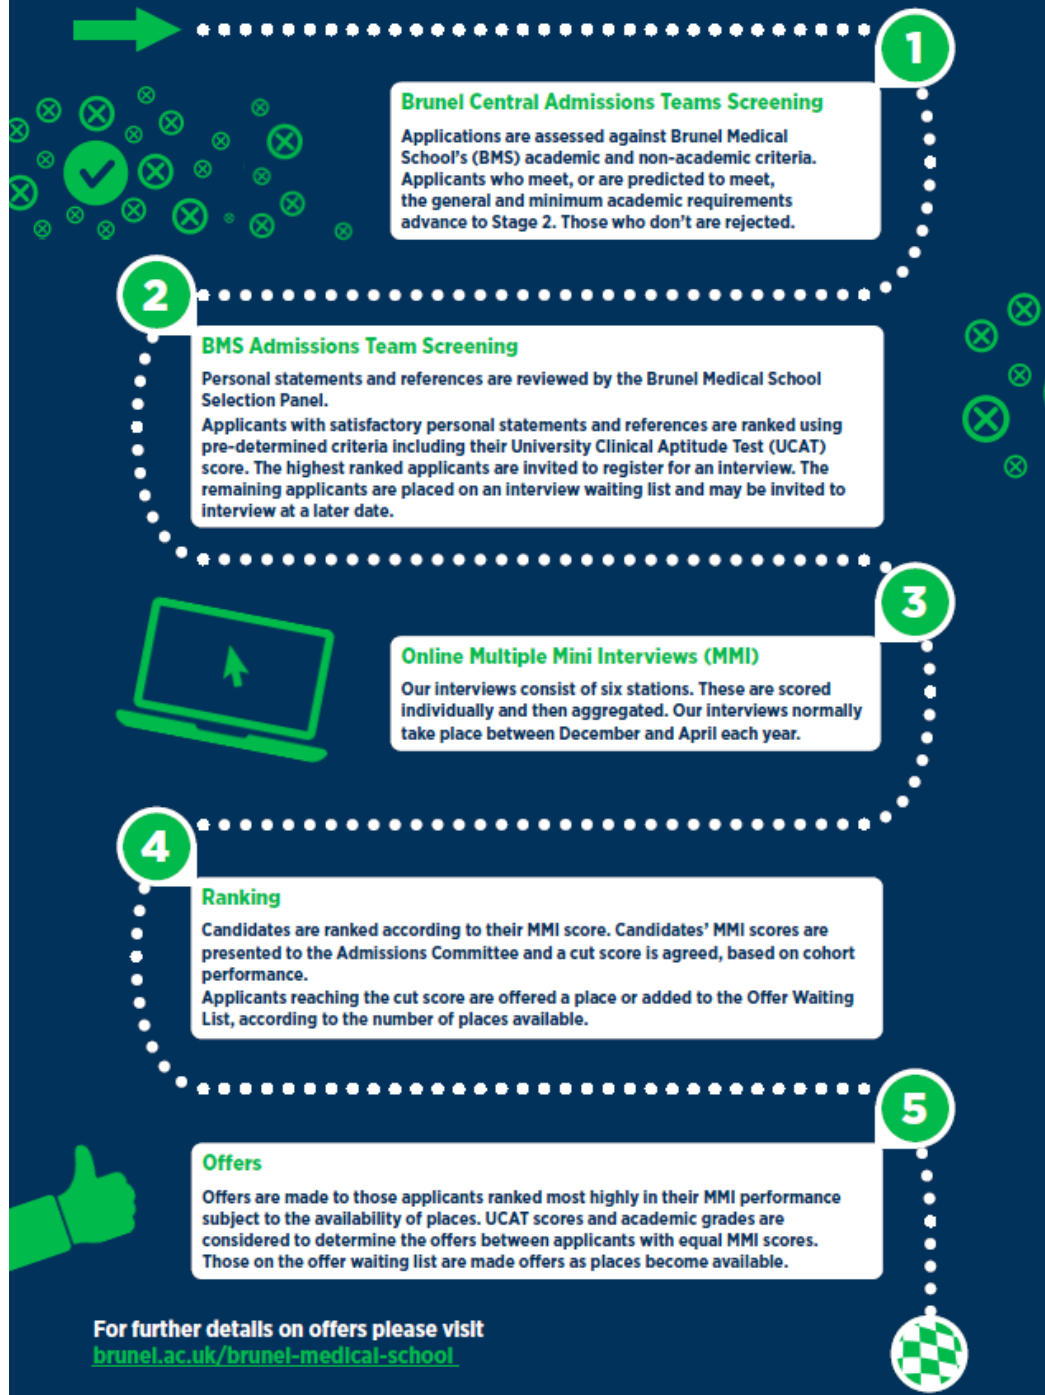 1
Brunel Central Admissions Teams Screening
Applications are assessed against Brunel Medical
School's (BMS) academic and non-academic criteria.
Applicants who meet, or are predicted to meet,
the general and minimum academic requirements
advance to Stage 2. Those who don't are rejected.
2
BMS Admissions Team Screening
Personal statements and references are reviewed by the Brunel Medical School
Selection Panel.
Applicants with satisfactory personal statements and references are ranked using
pre-determined criteria including their University Clinical Aptitude Test (UCAT)
score. The highest ranked applicants are invited to register for an interview. The
remaining applicants are placed on an interview waiting list and may be invited to
interview at a later date.
3
Online Multiple Mini Interviews (MMI)
Our interviews consist of six stations. These are scored
individually and then aggregated. Our interviews normally
take place between December and April each year.
4
Ranking
Candidates are ranked according to their MMI score. Candidates' MMI scores are
presented to the Admissions Committee and a cut score is agreed, based on cohort
performance.
Applicants reaching the cut score are offered a place or added to the Offer Waiting
List, according to the number of places available.
5
Offers
Offers are made to those applicants ranked most highly in their MMI performance
subject to the availability of places. UCAT scores and academic grades are
considered to determine the offers between applicants with equal MMI scores.
Those on the offer waiting list are made offers as places become available.
For further details on offers please visit
brunel.ac.uk/brunel-medical-school